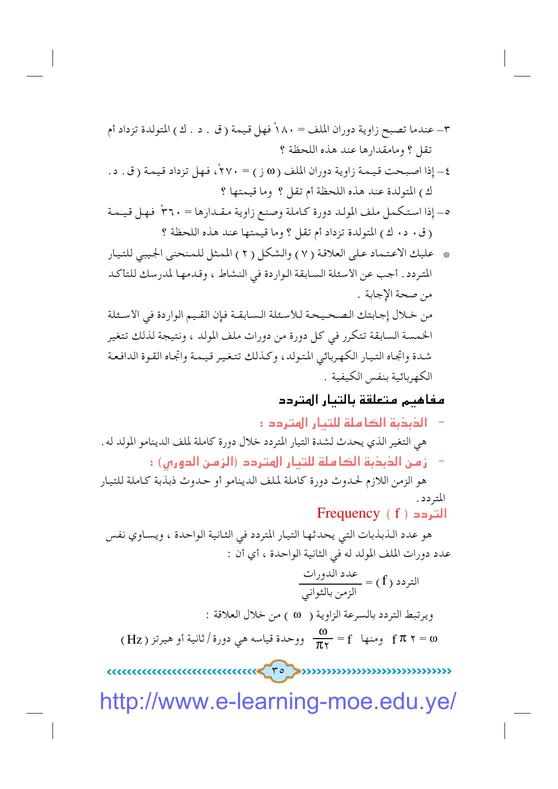 ٣– عندما تصبح زاوية دوران الملف = ١٨٠ْ فهل قيمة ( ق . د . ك ) المتولدة تزداد أم
تقل ؟ ومامقدارها عند هذه اللحظة ؟
٤– إذا اصبحت قيمة زاوية دوران الملف ( ω ز ) = ٢٧٠ْ، فهل تزداد قيمة ( ق . د .
ك ) المتولدة عند هذه اللحظة أم تقل ؟ وما قيمتها ؟
٥– إذا استكمل ملف المولد دورة كاملة وصنع زاوية مقدارها = ٣٦٠ْ فهل قيمة
( ق٠ د٠ ك ) المتولدة تزداد أم تقل ؟ وما قيمتها عند هذه اللحظة ؟
* عليك الاعتماد على العلاقة ( ٧ ) والشكل ( ٢ ) الممثل للمنحنى الجيبي للتيار
المتردد. أجب عن الأسئلة السابقة الواردة في النشاط ، وقدمها لمدرسك للتاكد
من صحة الإجابة .
من خلال إجابتك الصحيحة للأسئلة السابقة فإن القيم الواردة في الاسئلة
الخمسة السابقة تتكرر في كل دورة من دورات ملف المولد ، ونتيجة لذلك تتغير
شدة واتجاه التيار الكهربائي المتولد، وكذلك تتغير قيمة واتجاه القوة الدافعة
الكهربائية بنفس الكيفية .
مفاهيم متعلقة بالتيار المتردد
– الذبذبة الكاملة للتيار المتردد :
هي التغير الذي يحدث لشدة التيار المتردد خلال دورة كاملة لملف الدينامو المولد له.
– زمن الذبذبة الكاملة للتيار المتردد (الزمن الدوري) :
هو الزمن اللازم لحدوث دورة كاملة لملف الدينامو أو حدوث ذبذبة كاملة للتيار
المتردد.
التردد ( f ) Frequency
هو عدد الذبذبات التي يحدثها التيار المتردد في الثانية الواحدة ، ويساوي نفس
عدد دورات الملف المولد له في الثانية الواحدة ، أي أن :
التردد ( f ) = عدد الدورات / الزمن بالثواني
ويرتبط التردد بالسرعة الزاوية ( ω ) من خلال العلاقة :
ω = ٢ π f ومنها f = ω / ٢π ووحدة قياسه هي دورة / ثانية أو هيرتز ( Hz )
٣٥
http://www.e-learning-moe.edu.ye/